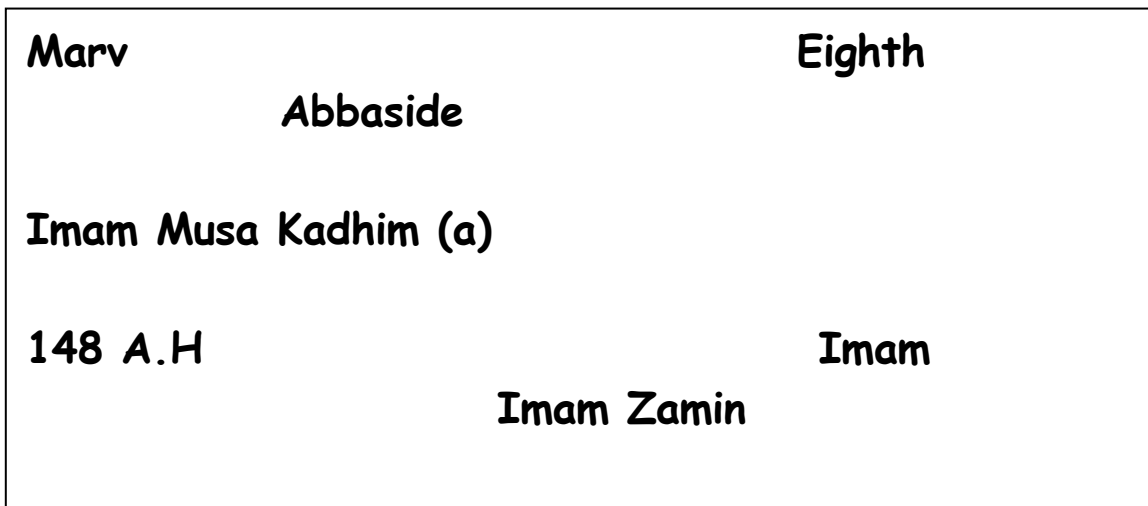 Marv Eighth
Abbaside
Imam Musa Kadhim (a)
148 A.H Imam
Imam Zamin